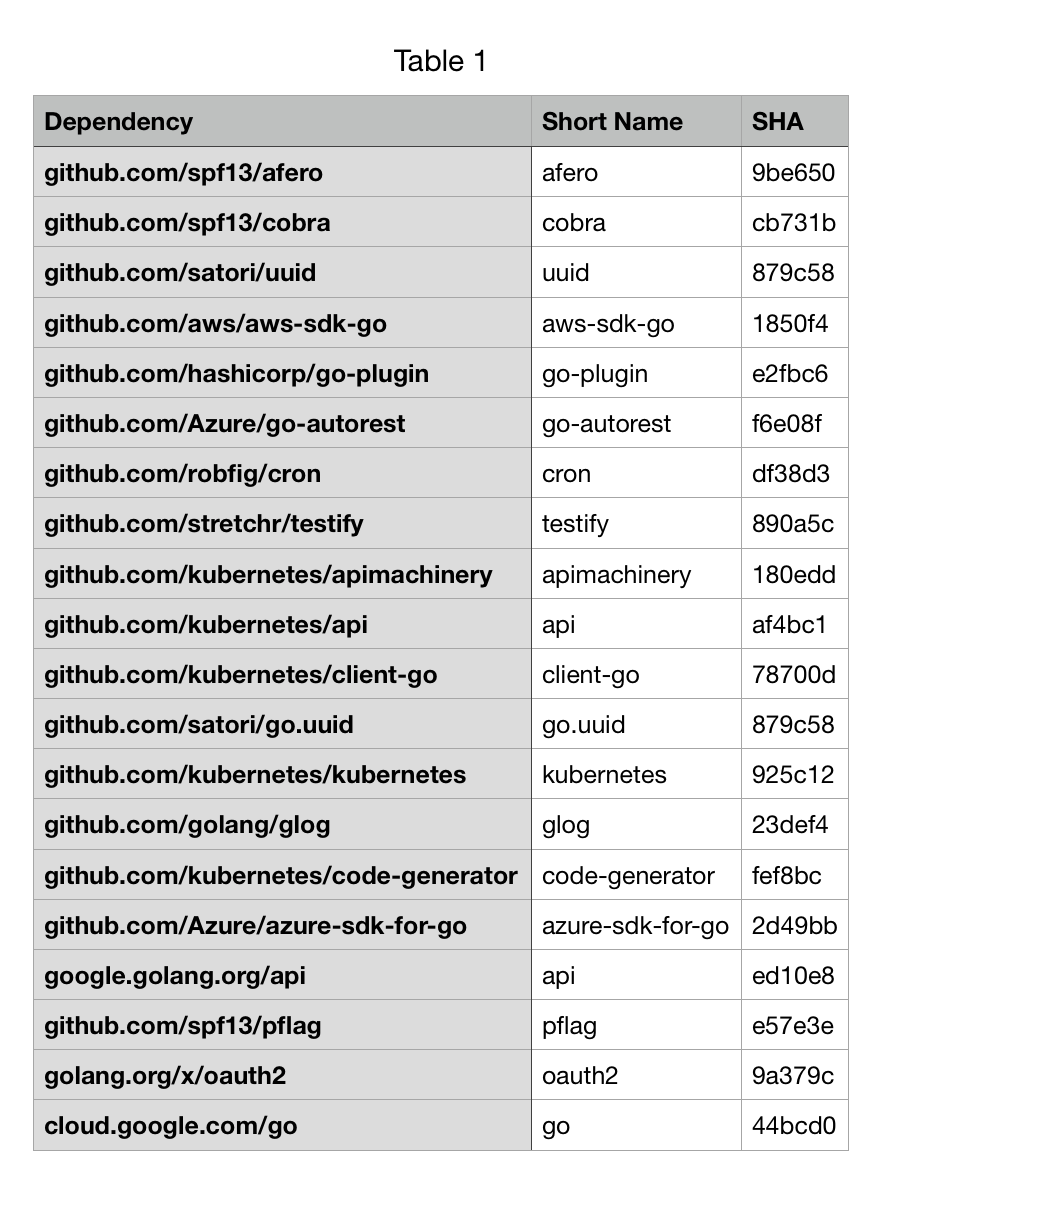 Table 1
Dependency Short Name SHA
github.com/spf13/afero afero 9be650
github.com/spf13/cobra cobra cb731b
github.com/satori/uuid uuid 879c58
github.com/aws/aws-sdk-go aws-sdk-go 1850f4
github.com/hashicorp/go-plugin go-plugin e2fbc6
github.com/Azure/go-autorest go-autorest f6e08f
github.com/robfig/cron cron df38d3
github.com/stretchr/testify testify 890a5c
github.com/kubernetes/apimachinery apimachinery 180edd
github.com/kubernetes/api api af4bc1
github.com/kubernetes/client-go client-go 78700d
github.com/satori/go.uuid go.uuid 879c58
github.com/kubernetes/kubernetes kubernetes 925c12
github.com/golang/glog glog 23def4
github.com/kubernetes/code-generator code-generator fef8bc
github.com/Azure/azure-sdk-for-go azure-sdk-for-go 2d49bb
google.golang.org/api api ed10e8
github.com/spf13/pflag pflag e57e3e
golang.org/x/oauth2 oauth2 9a379c
cloud.google.com/go go 44bcd0